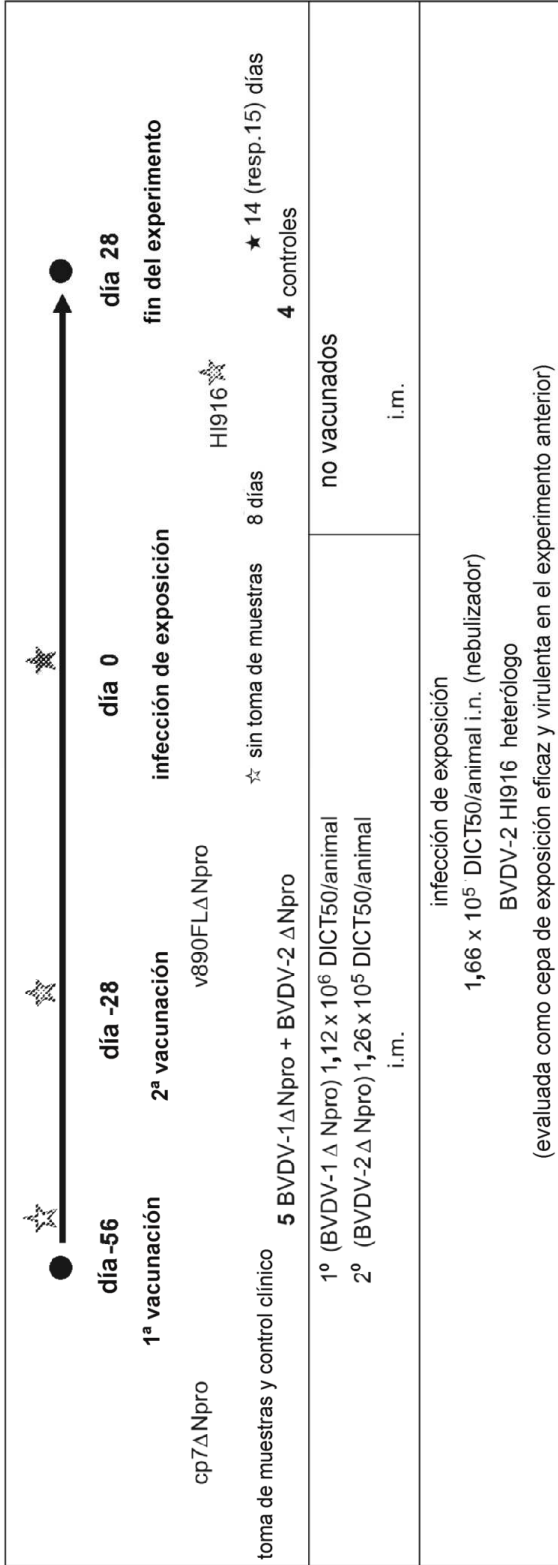 día-56 día -28 día 0 día 28
1ª vacunación 2ª vacunación infección de exposición fin del experimento
cp7ΔNpro v890FLΔNpro HI916
toma de muestras y control clínico ☆ sin toma de muestras 8 días ★ 14 (resp.15) días
5 BVDV-1ΔNpro + BVDV-2 ΔNpro 4 controles
1º (BVDV-1 Δ Npro) 1,12 x 10⁶ DICT50/animal no vacunados
2º (BVDV-2Δ Npro) 1,26 x 10⁵ DICT50/animal
i.m. i.m.
infección de exposición
1,66 x 10⁵ DICT50/animal i.n. (nebulizador)
BVDV-2 HI916 heterólogo
(evaluada como cepa de exposición eficaz y virulenta en el experimento anterior)